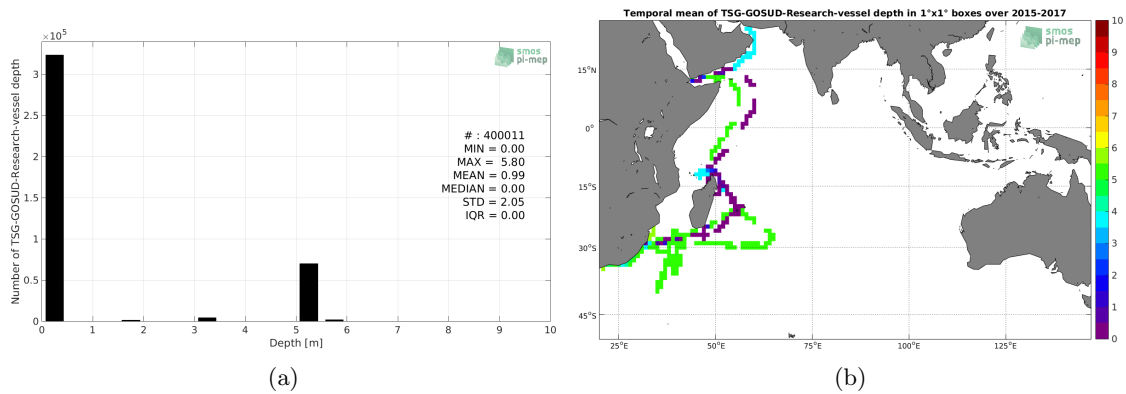 ×10⁵
Number of TSG-GOSUD-Research-vessel depth
3
2.5
2
1.5
1
0.5
0
0 1 2 3 4 5 6 7 8 9 10
Depth [m]
smos
pi-mep
# : 400011
MIN = 0.00
MAX = 5.80
MEAN = 0.99
MEDIAN = 0.00
STD = 2.05
IQR = 0.00
(a)
Temporal mean of TSG-GOSUD-Research-vessel depth in 1°x1° boxes over 2015-2017
smos
pi-mep
15°N
0°
15°S
30°S
45°S
25°E 50°E 75°E 100°E 125°E
10
9
8
7
6
5
4
3
2
1
0
(b)